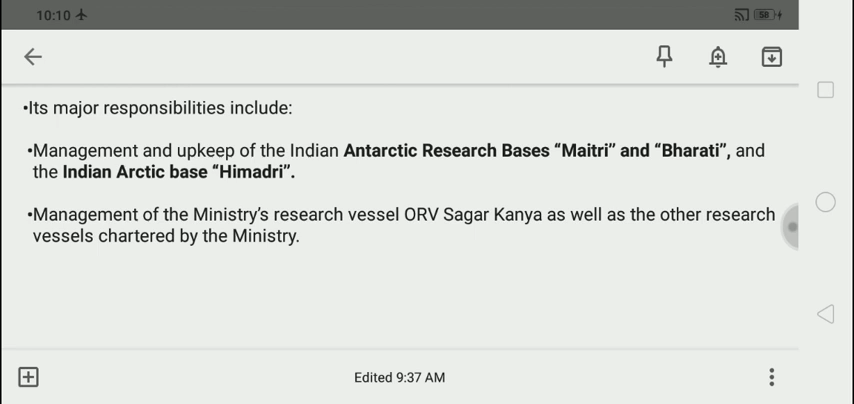 10:10
58
•Its major responsibilities include:
•Management and upkeep of the Indian Antarctic Research Bases “Maitri” and “Bharati”, and
the Indian Arctic base “Himadri”.
•Management of the Ministry’s research vessel ORV Sagar Kanya as well as the other research
vessels chartered by the Ministry.
Edited 9:37 AM